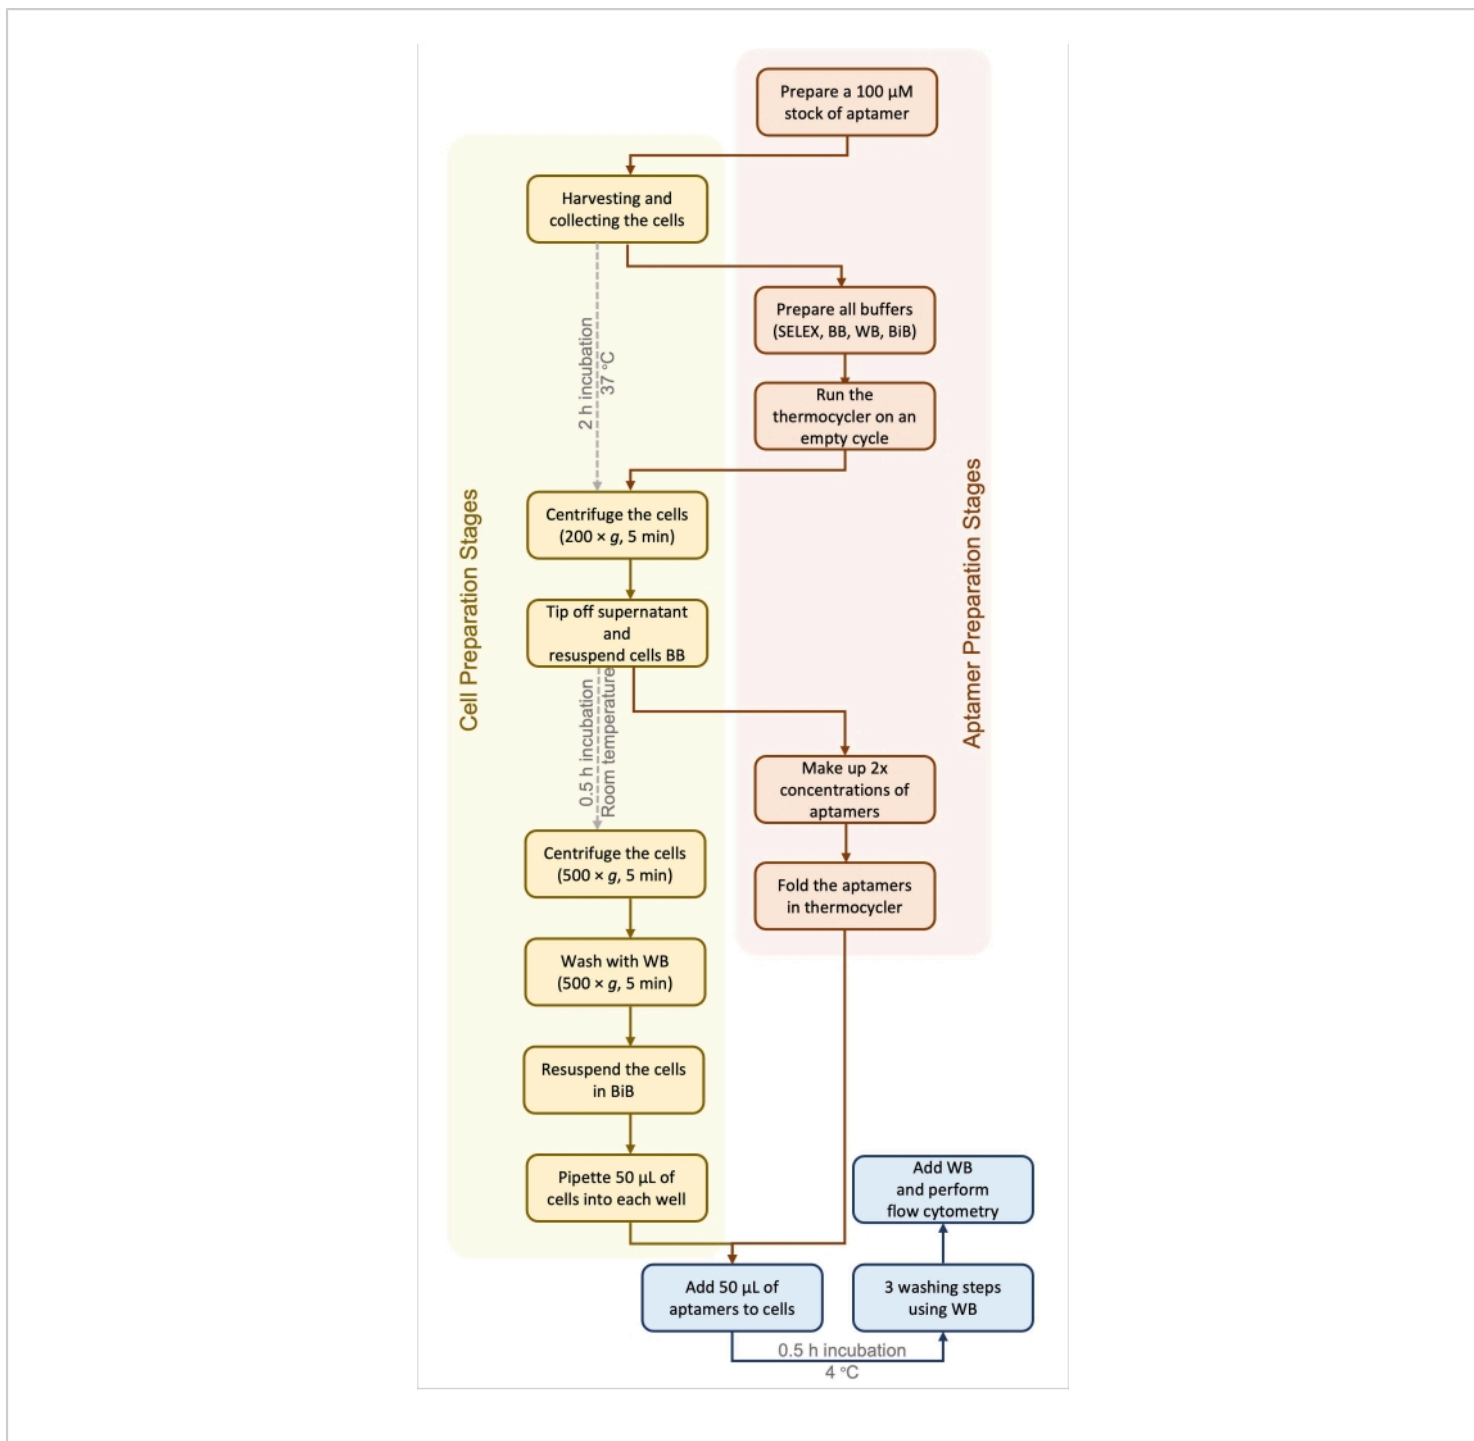 Prepare a 100 µM
stock of aptamer
Harvesting and
collecting the cells
2 h incubation
37 °C
Prepare all buffers
(SELEX, BB, WB, BiB)
Run the
thermocycler on an
empty cycle
Centrifuge the cells
(200 × g, 5 min)
Tip off supernatant
and
resuspend cells BB
Cell Preparation Stages
Aptamer Preparation Stages
0.5 h incubation
Room temperature
Make up 2x
concentrations of
aptamers
Centrifuge the cells
(500 × g, 5 min)
Fold the aptamers
in thermocycler
Wash with WB
(500 × g, 5 min)
Resuspend the cells
in BiB
Pipette 50 µL of
cells into each well
Add WB
and perform
flow cytometry
Add 50 µL of
aptamers to cells
3 washing steps
using WB
0.5 h incubation
4 °C